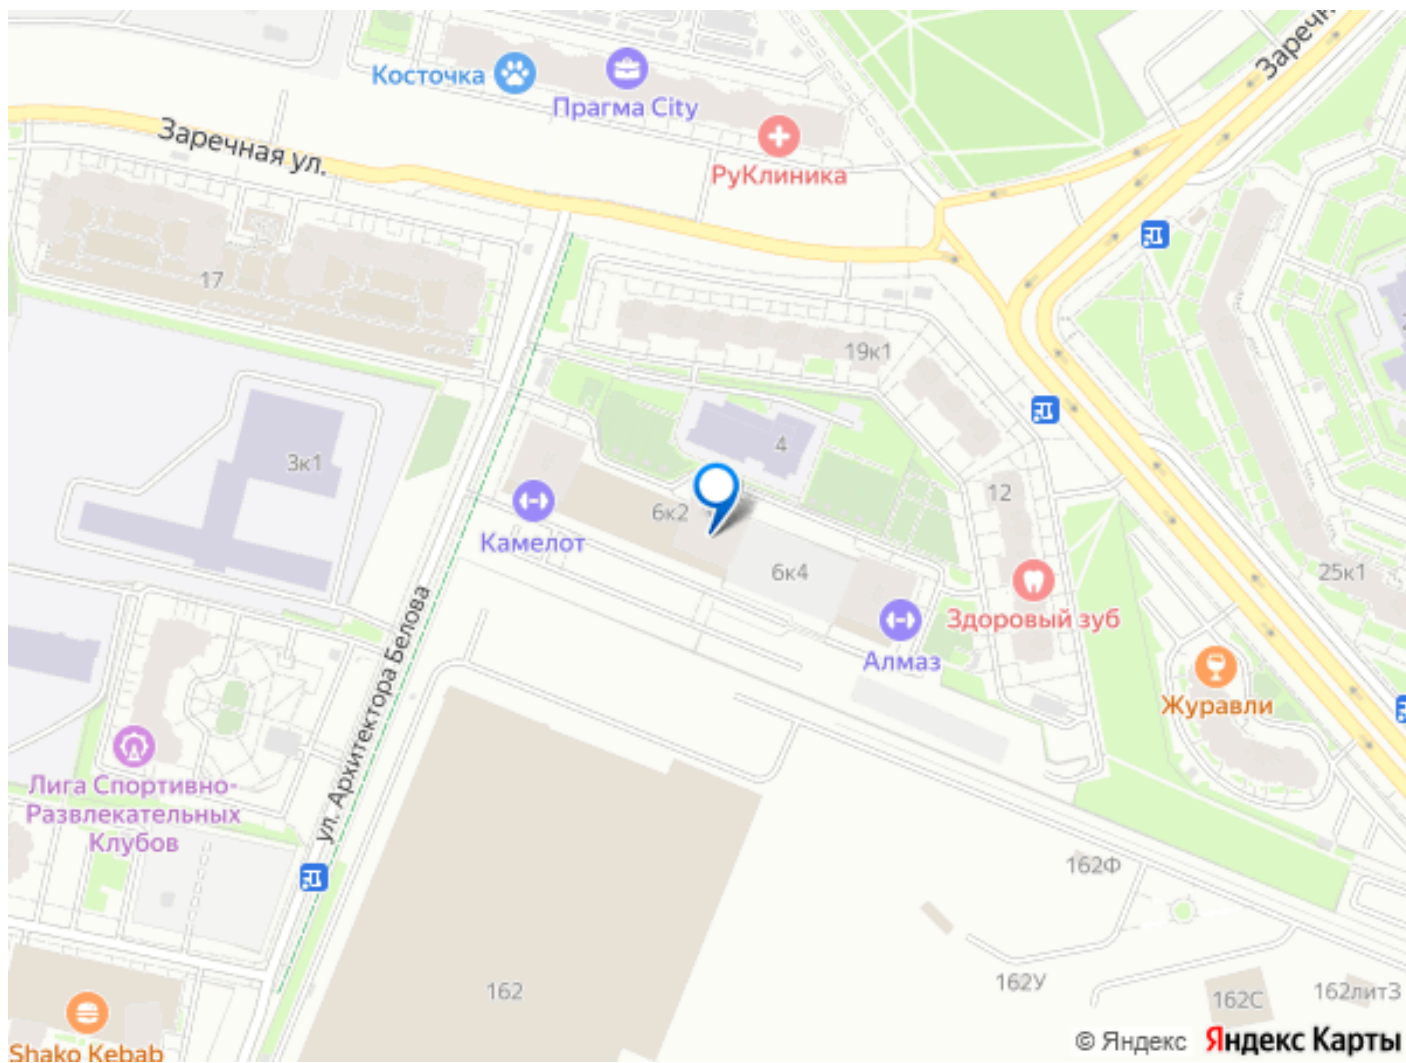 Заречн
Косточка
Прагма City
Заречная ул.
РуКлиника
17
19к1
4
3к1
12
6к2
Камелот
6к4
25к1
Здоровый зуб
Алмаз
ул. Архитектора Белова
Журавли
Лига Спортивно-
Развлекательных
Клубов
162Ф
162
162У
162С
162литЗ
Shako Kebab
© Яндекс Яндекс Карты